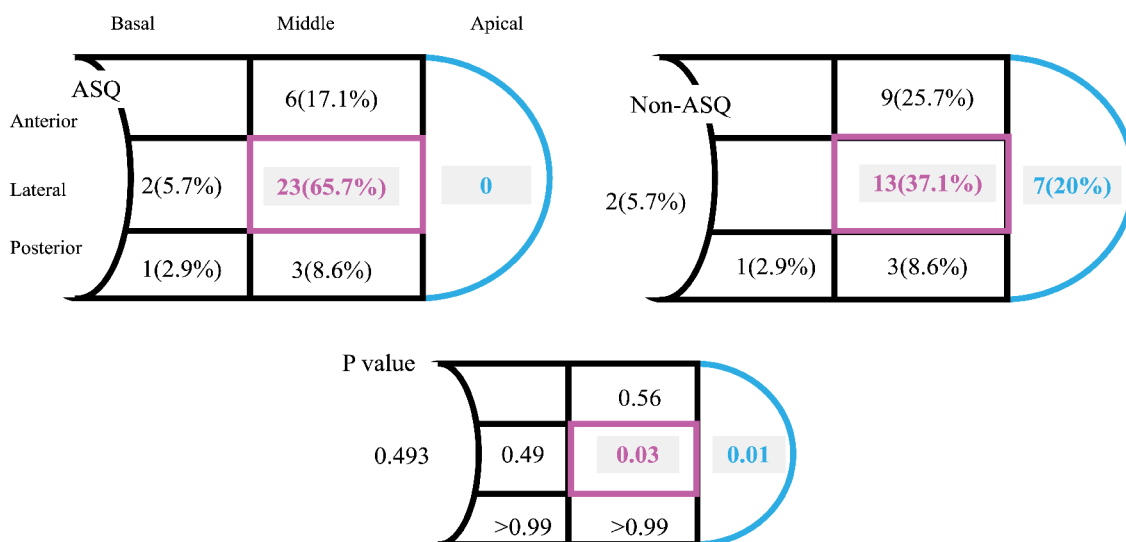 Basal Middle Apical
ASQ
6(17.1%)
Anterior
Lateral
2(5.7%) 23(65.7%) 0
Posterior
1(2.9%) 3(8.6%)
Non-ASQ
9(25.7%)
2(5.7%)
13(37.1%) 7(20%)
1(2.9%) 3(8.6%)
P value
0.56
0.493 0.49 0.03 0.01
>0.99 >0.99